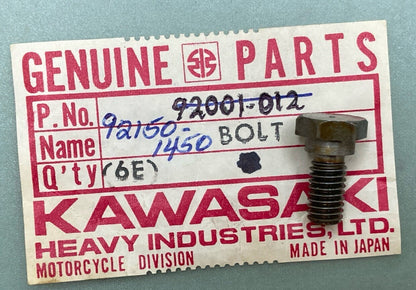 GENUINE PARTS
P. No. 92001-012
92150-
1450
Name BOLT
Q'ty (6E)
KAWASAKI
HEAVY INDUSTRIES, LTD.
MOTORCYCLE DIVISION MADE IN JAPAN